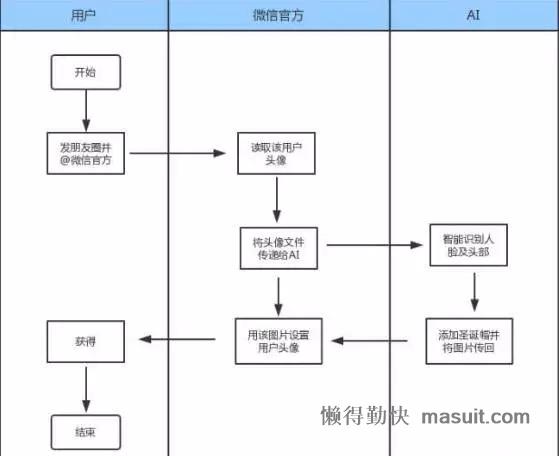 用户
微信官方
AI
开始
发朋友圈并
@微信官方
读取该用户
头像
将头像文件
传递给AI
智能识别人
脸及头部
获得
用该图片设置
用户头像
添加圣诞帽并
将图片传回
结束
懒得勤快 masuit.com